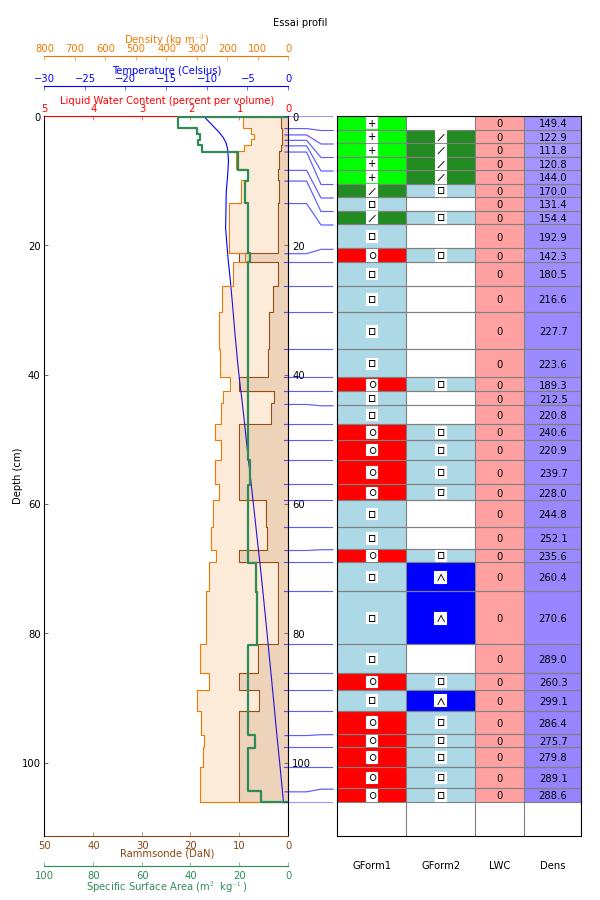 Essai profil
Density (kg m⁻³)
800 700 600 500 400 300 200 100 0
Temperature (Celsius)
−30 −25 −20 −15 −10 −5 0
Liquid Water Content (percent per volume)
5 4 3 2 1 0
0 0 + 149.4 0
+ 0 122.9
+ 0 111.8
+ 0 120.8
+ 0 144.0
0 170.0
0 131.4
0 154.4
0 192.9
20 20
0 142.3
0 180.5
0 216.6
0 227.7
0 223.6
40 40
0 189.3
0 212.5
0 220.8
0 240.6
0 220.9
0 239.7
0 228.0
60 60
0 244.8
0 252.1
0 235.6
0 260.4
0 270.6
80 80
0 289.0
0 260.3
0 299.1
0 286.4
0 275.7
100 100
0 279.8
0 289.1
0 288.6
Depth (cm)
50 40 30 20 10 0
Rammsonde (DaN)
100 80 60 40 20 0
Specific Surface Area (m² kg⁻¹)
GForm1 GForm2 LWC Dens